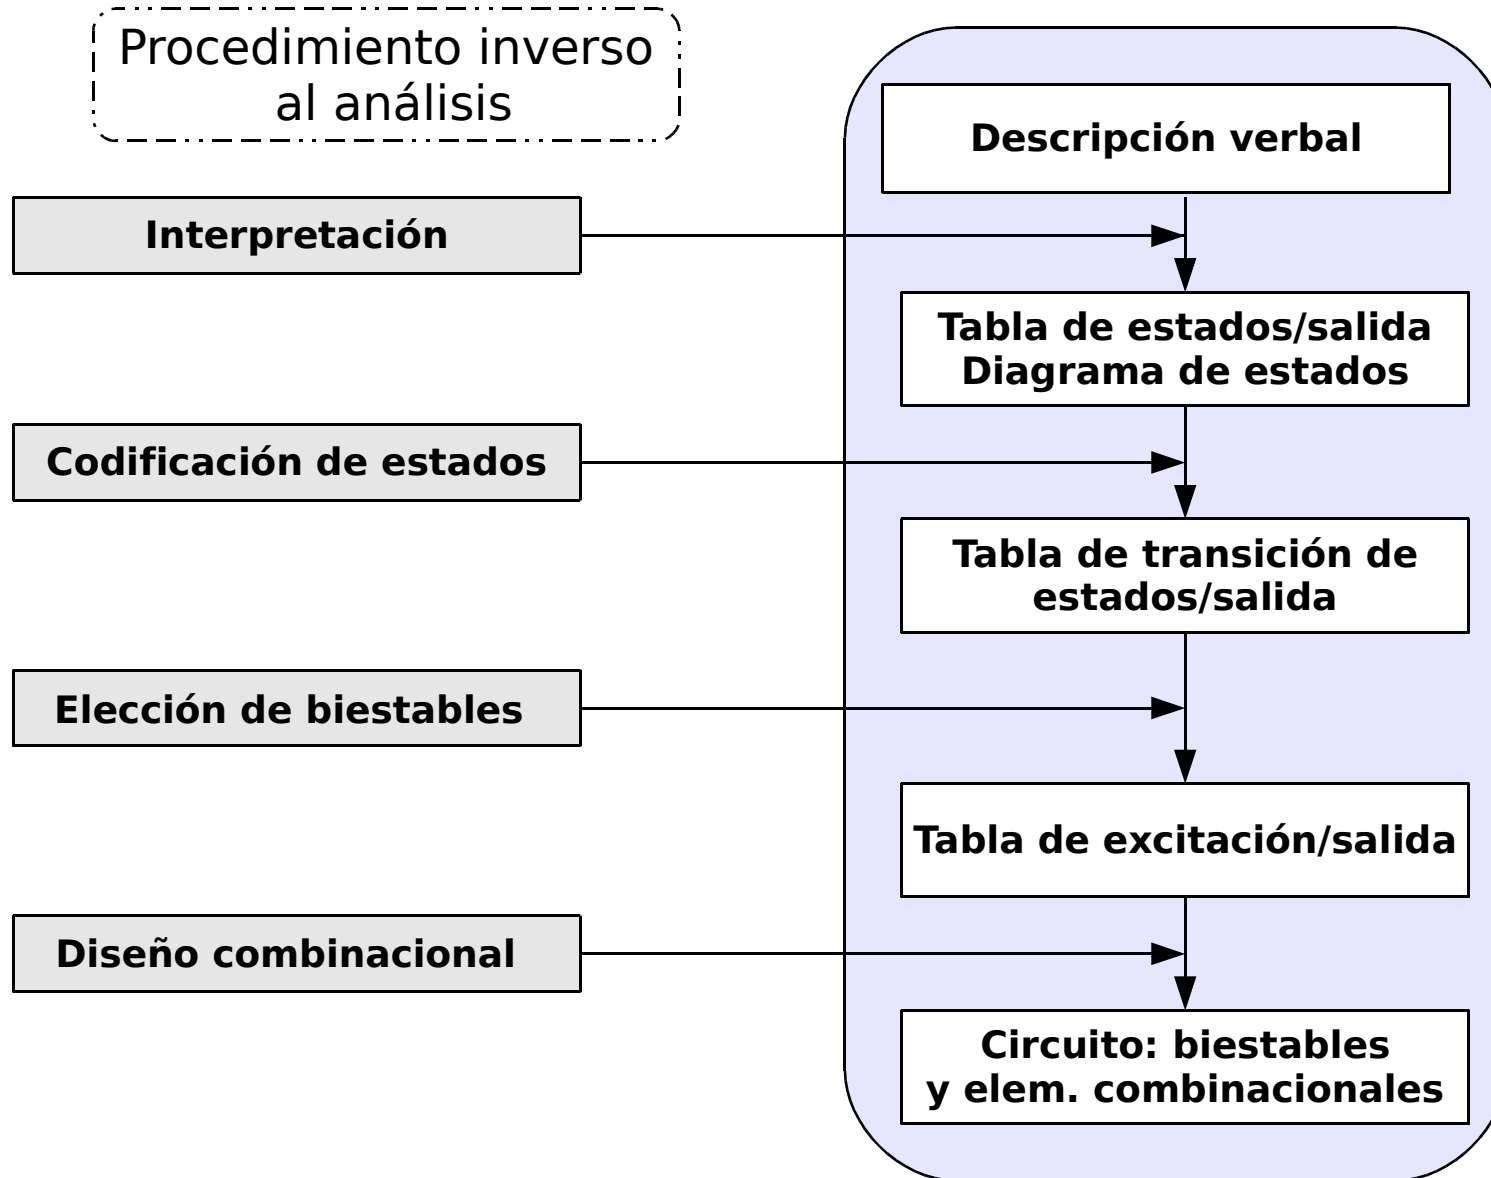 Procedimiento inverso
al análisis
Descripción verbal
Interpretación
Tabla de estados/salida
Diagrama de estados
Codificación de estados
Tabla de transición de
estados/salida
Elección de biestables
Tabla de excitación/salida
Diseño combinacional
Circuito: biestables
y elem. combinacionales